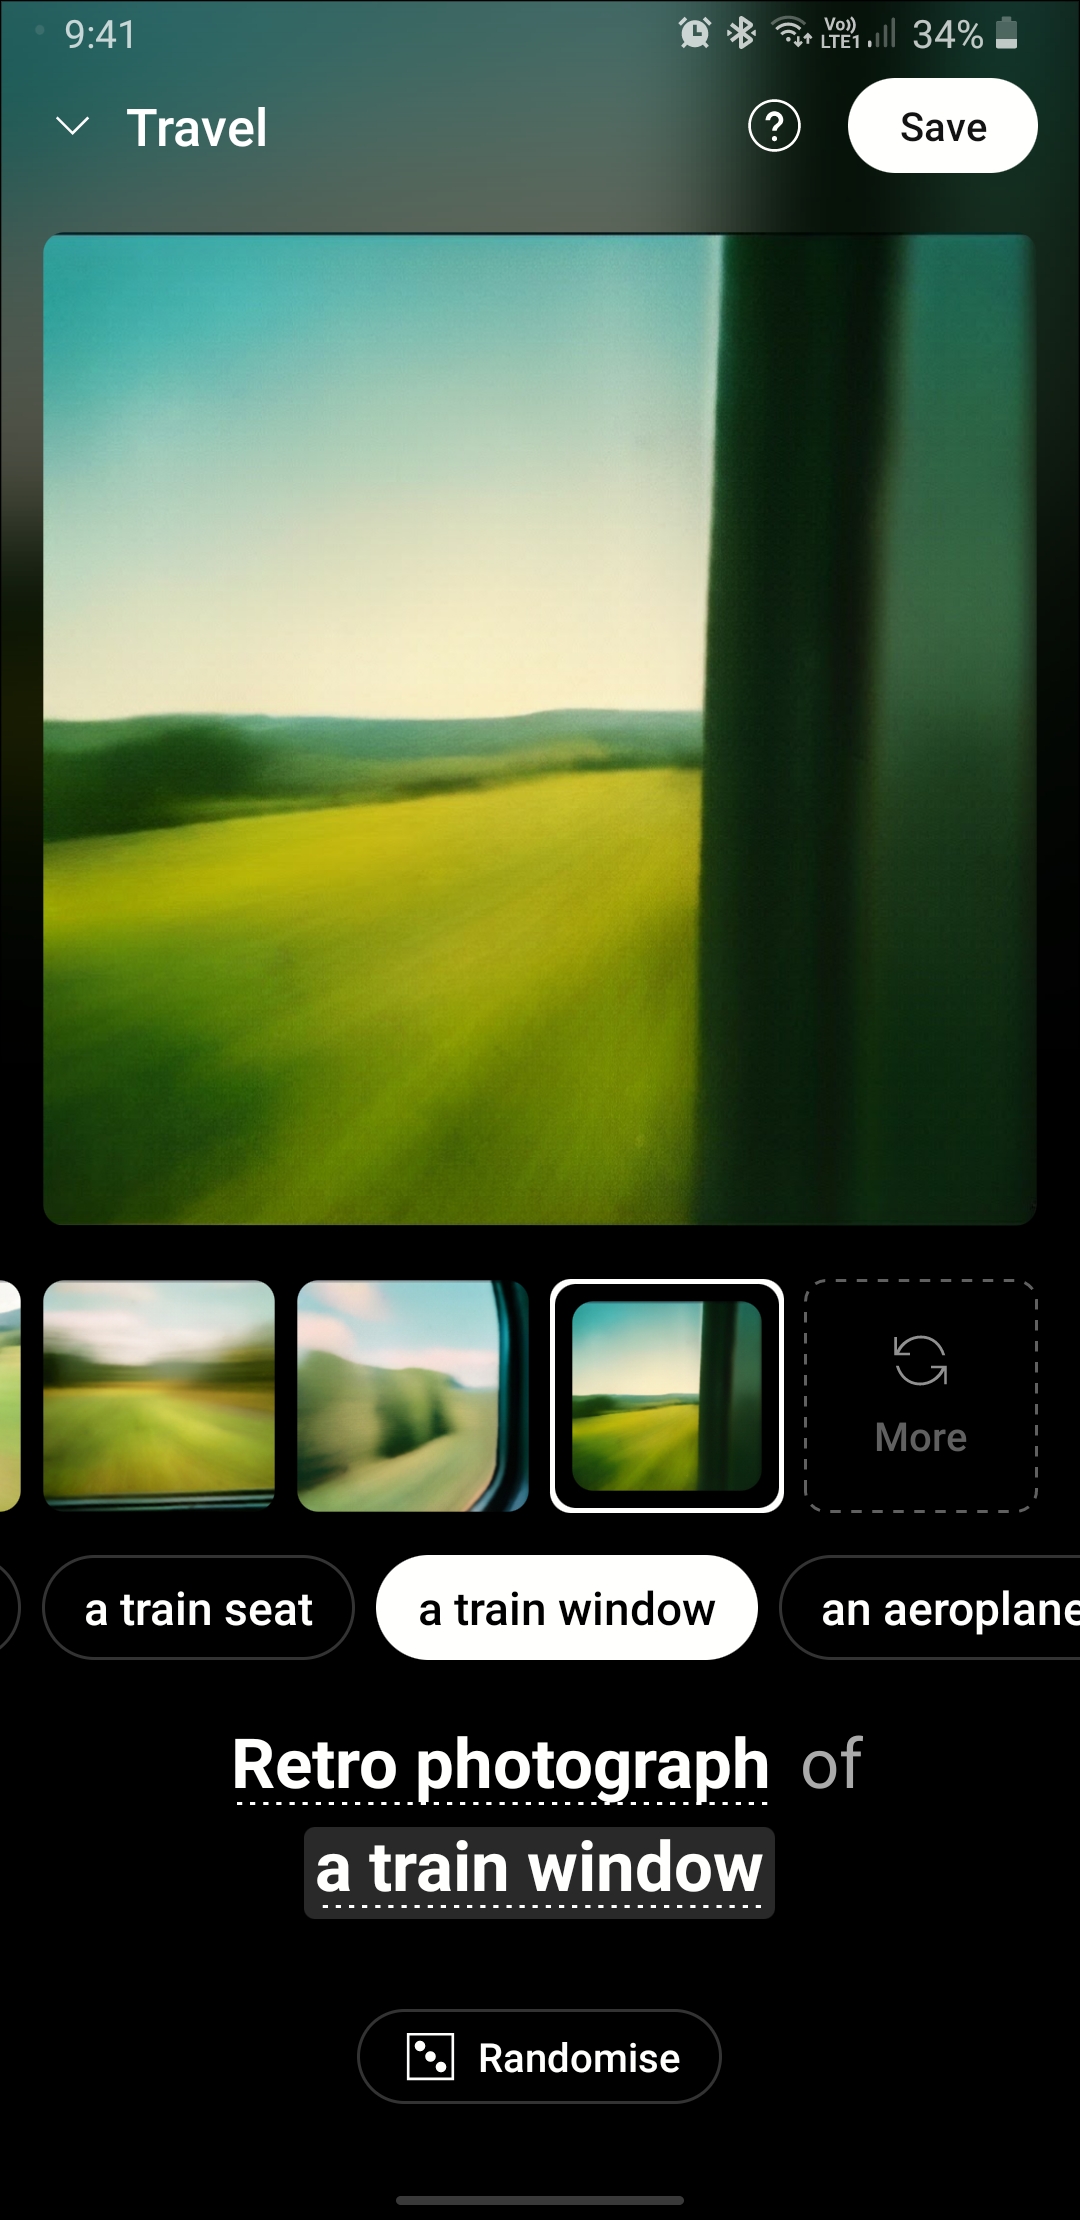 9:41
Vo))
LTE1
34%
Travel
?
Save
More
a train seat
a train window
an aeroplane
Retro photograph of
a train window
Randomise